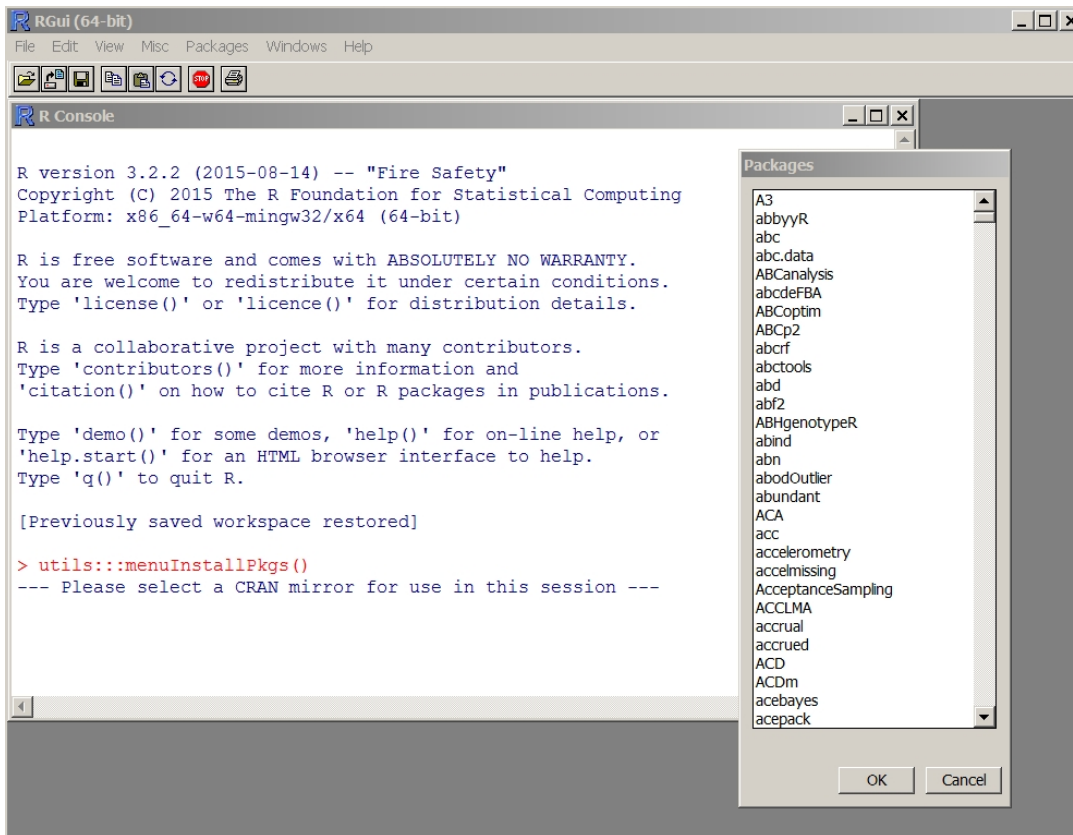 RGui (64-bit)
File Edit View Misc Packages Windows Help
STOP
R Console
R version 3.2.2 (2015-08-14) -- "Fire Safety"
Copyright (C) 2015 The R Foundation for Statistical Computing
Platform: x86_64-w64-mingw32/x64 (64-bit)
R is free software and comes with ABSOLUTELY NO WARRANTY.
You are welcome to redistribute it under certain conditions.
Type 'license()' or 'licence()' for distribution details.
R is a collaborative project with many contributors.
Type 'contributors()' for more information and
'citation()' on how to cite R or R packages in publications.
Type 'demo()' for some demos, 'help()' for on-line help, or
'help.start()' for an HTML browser interface to help.
Type 'q()' to quit R.
[Previously saved workspace restored]
> utils:::menuInstallPkgs()
--- Please select a CRAN mirror for use in this session ---
Packages
A3
abbyyR
abc
abc.data
ABCanalysis
abcdeFBA
ABCoptim
ABCp2
abcrf
abctools
abd
abf2
ABHgenotypeR
abind
abn
abodOutlier
abundant
ACA
acc
accelerometry
accelmissing
AcceptanceSampling
ACCLMA
accrual
accrued
ACD
ACDm
acebayes
acepack
OK Cancel